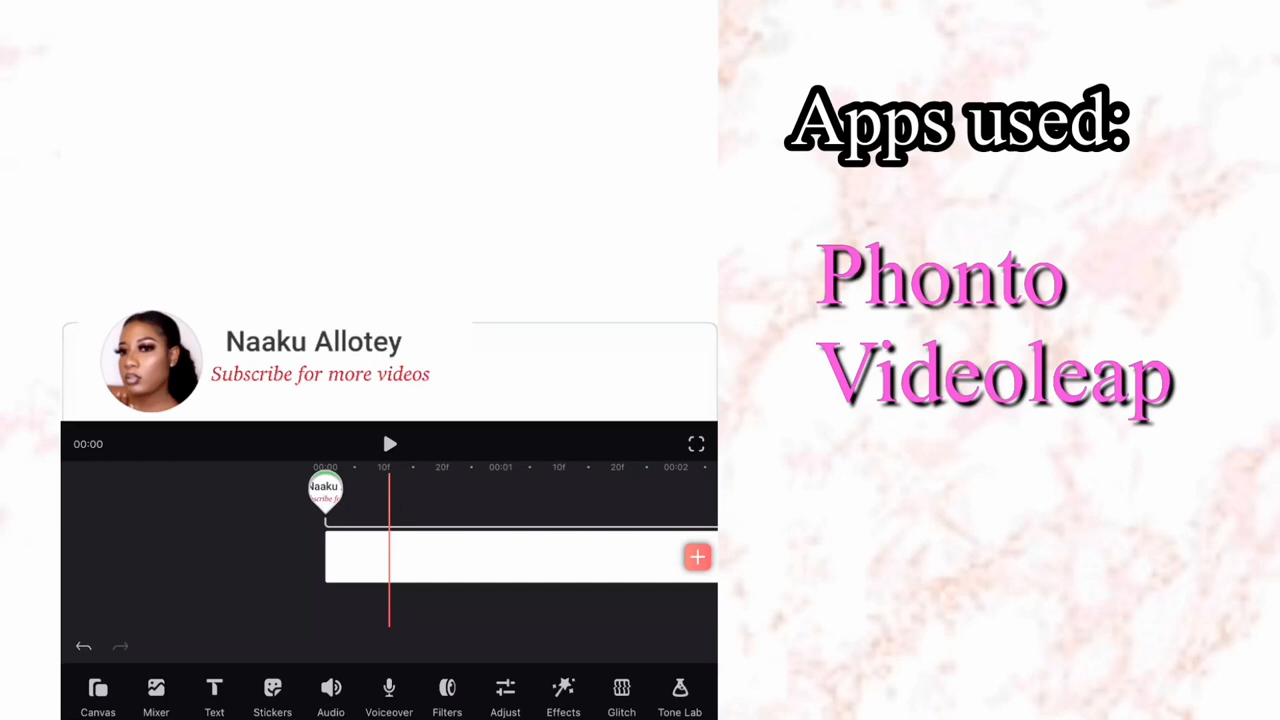 Apps used:
Phonto
Videoleap
Naaku Allotey
Subscribe for more videos
00:00
00:00 10f 20f 00:01 10f 20f 00:02
Naaku
Canvas Mixer Text Stickers Audio Voiceover Filters Adjust Effects Glitch Tone Lab